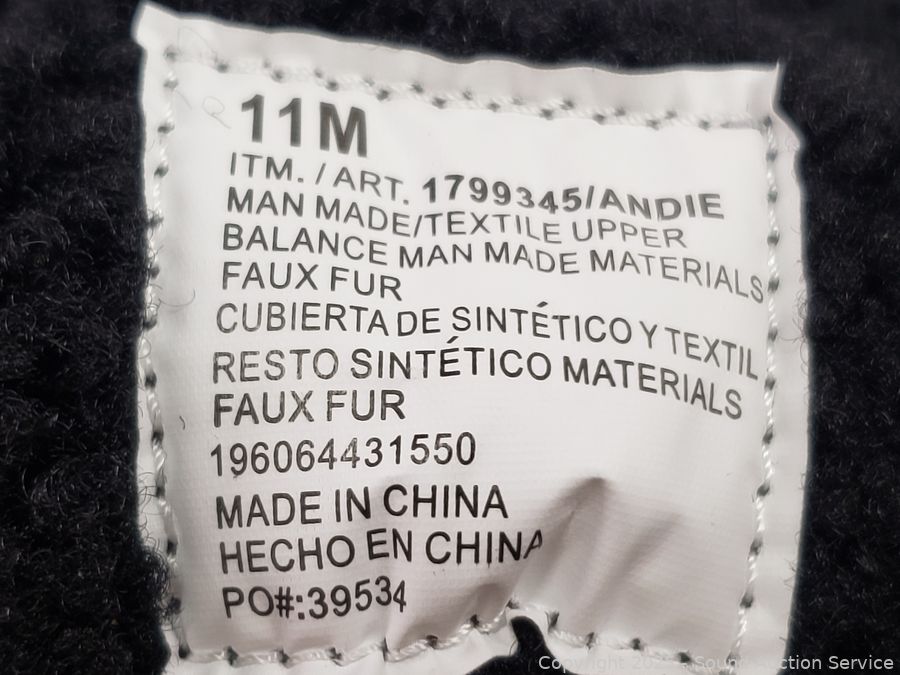 11M
ITM. / ART. 1799345/ANDIE
MAN MADE/TEXTILE UPPER
BALANCE MAN MADE MATERIALS
FAUX FUR
CUBIERTA DE SINTÉTICO Y TEXTIL
RESTO SINTÉTICO MATERIALS
FAUX FUR
196064431550
MADE IN CHINA
HECHO EN CHINA
PO#:39534
Copyright Sound Auction Service